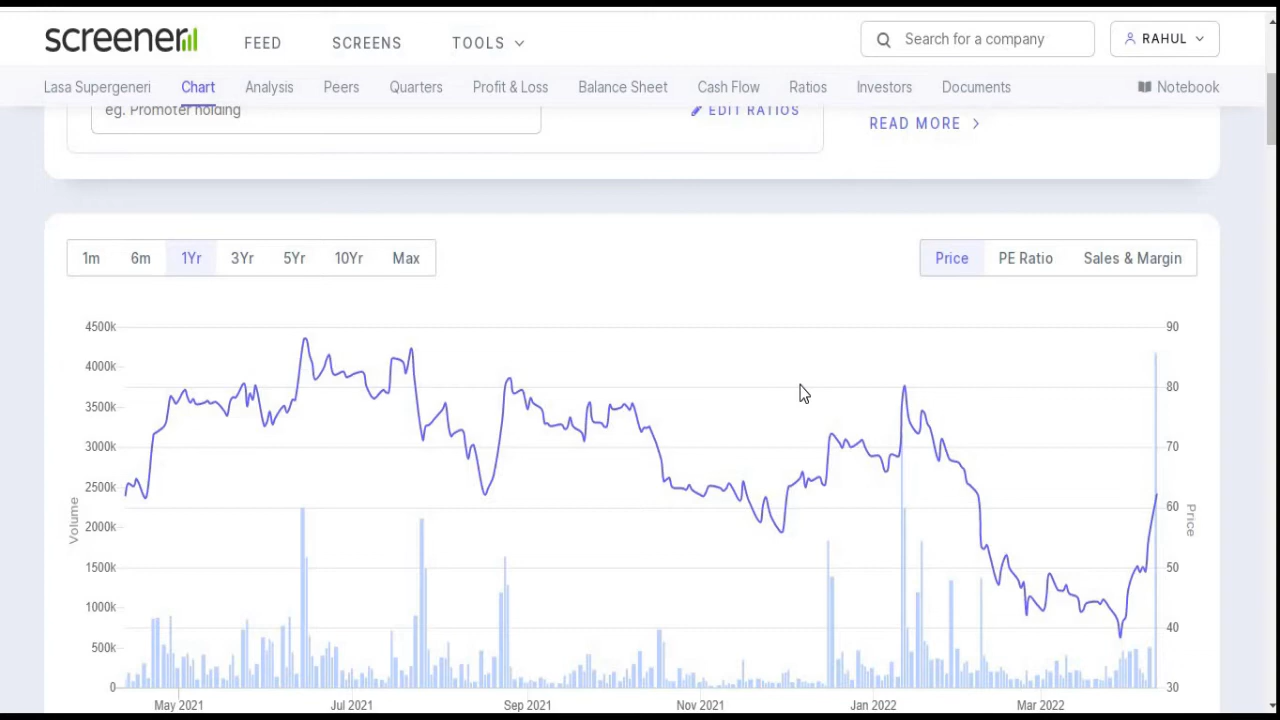 screener FEED SCREENS TOOLS Search for a company RAHUL
Lasa Supergeneri Chart Analysis Peers Quarters Profit & Loss Balance Sheet Cash Flow Ratios Investors Documents Notebook
eg. Promoter holding EDIT RATIOS
READ MORE
1m 6m 1Yr 3Yr 5Yr 10Yr Max Price PE Ratio Sales & Margin
4500k 90
4000k
80
3500k
3000k 70
2500k
60
2000k
Volume Price
1500k 50
1000k
40
500k
0 30
May 2021 Jul 2021 Sep 2021 Nov 2021 Jan 2022 Mar 2022